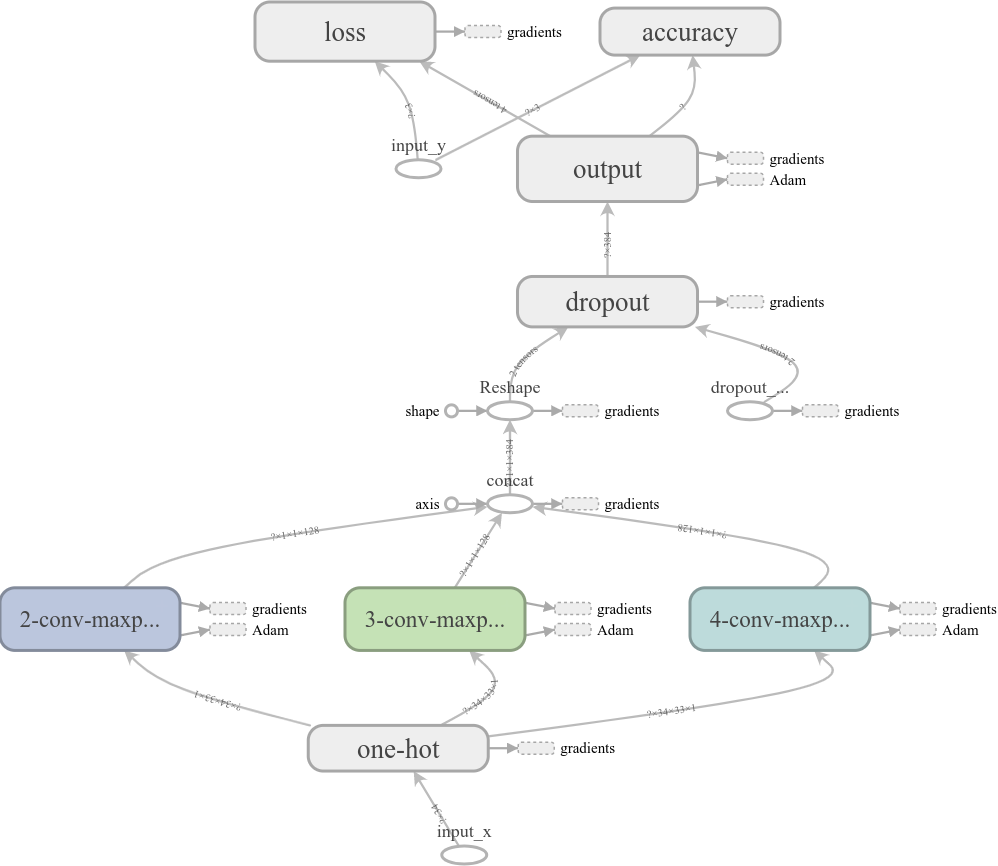 loss
gradients
accuracy
?×3
4 tensors
?×3
?
input_y
output
gradients
Adam
?×384
dropout
gradients
2 tensors
2 tensors
Reshape
dropout_...
shape
gradients
gradients
?×1×1×384
concat
axis
gradients
?×1×1×128
?×1×1×128
?×1×1×128
2-conv-maxp...
gradients
Adam
3-conv-maxp...
gradients
Adam
4-conv-maxp...
gradients
Adam
?×34×33×1
?×34×33×1
?×34×33×1
one-hot
gradients
?×34
input_x